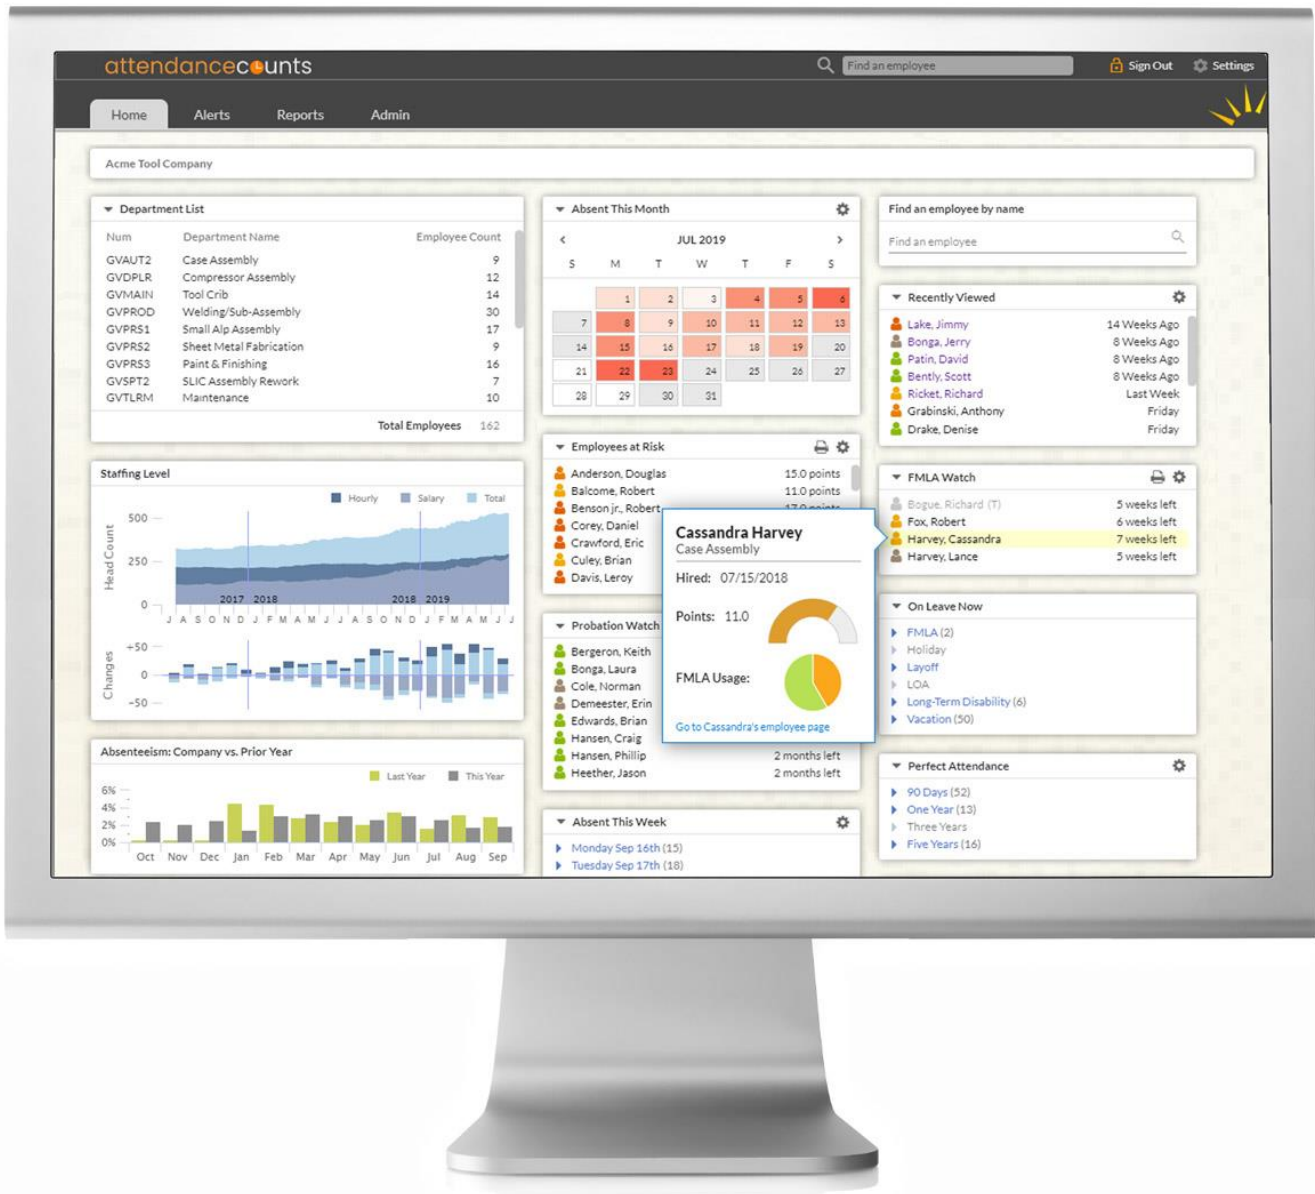 attendancecounts
Find an employee
Sign Out
Settings
Home Alerts Reports Admin
Acme Tool Company
Department List
Num Department Name Employee Count
GVAUT2 Case Assembly 9
GVDPLR Compressor Assembly 12
GVMAIN Tool Crib 14
GVPROD Welding/Sub-Assembly 30
GVPRS1 Small Alp Assembly 17
GVPRS2 Sheet Metal Fabrication 9
GVPRS3 Paint & Finishing 16
GVSPT2 SLIC Assembly Rework 7
GVTLRM Maintenance 10
Total Employees 162
Staffing Level
Hourly Salary Total
Head Count
500
250
0
2017 2018 2018 2019
J A S O N D J F M A M J J A S O N D J F M A M J J
Changes
+50
0
-50
Absenteeism: Company vs. Prior Year
Last Year This Year
6%
4%
2%
0%
Oct Nov Dec Jan Feb Mar Apr May Jun Jul Aug Sep
Absent This Month
< JUL 2019 >
S M T W T F S
1 2 3 4 5 6
7 8 9 10 11 12 13
14 15 16 17 18 19 20
21 22 23 24 25 26 27
28 29 30 31
Employees at Risk
Anderson, Douglas 15.0 points
Balcome, Robert 11.0 points
Benson jr., Robert 17.0 points
Corey, Daniel
Crawford, Eric
Culey, Brian
Davis, Leroy
Probation Watch
Bergeron, Keith
Bonga, Laura
Cole, Norman
Demeester, Erin
Edwards, Brian
Hansen, Craig
Hansen, Phillip 2 months left
Heether, Jason 2 months left
Absent This Week
Monday Sep 16th (15)
Tuesday Sep 17th (18)
Cassandra Harvey
Case Assembly
Hired: 07/15/2018
Points: 11.0
FMLA Usage:
Go to Cassandra's employee page
Find an employee by name
Find an employee
Recently Viewed
Lake, Jimmy 14 Weeks Ago
Bonga, Jerry 8 Weeks Ago
Patin, David 8 Weeks Ago
Bently, Scott 8 Weeks Ago
Ricket, Richard Last Week
Grabinski, Anthony Friday
Drake, Denise Friday
FMLA Watch
Bogue, Richard (T) 5 weeks left
Fox, Robert 6 weeks left
Harvey, Cassandra 7 weeks left
Harvey, Lance 5 weeks left
On Leave Now
FMLA (2)
Holiday
Layoff
LOA
Long-Term Disability (6)
Vacation (50)
Perfect Attendance
90 Days (52)
One Year (13)
Three Years
Five Years (16)